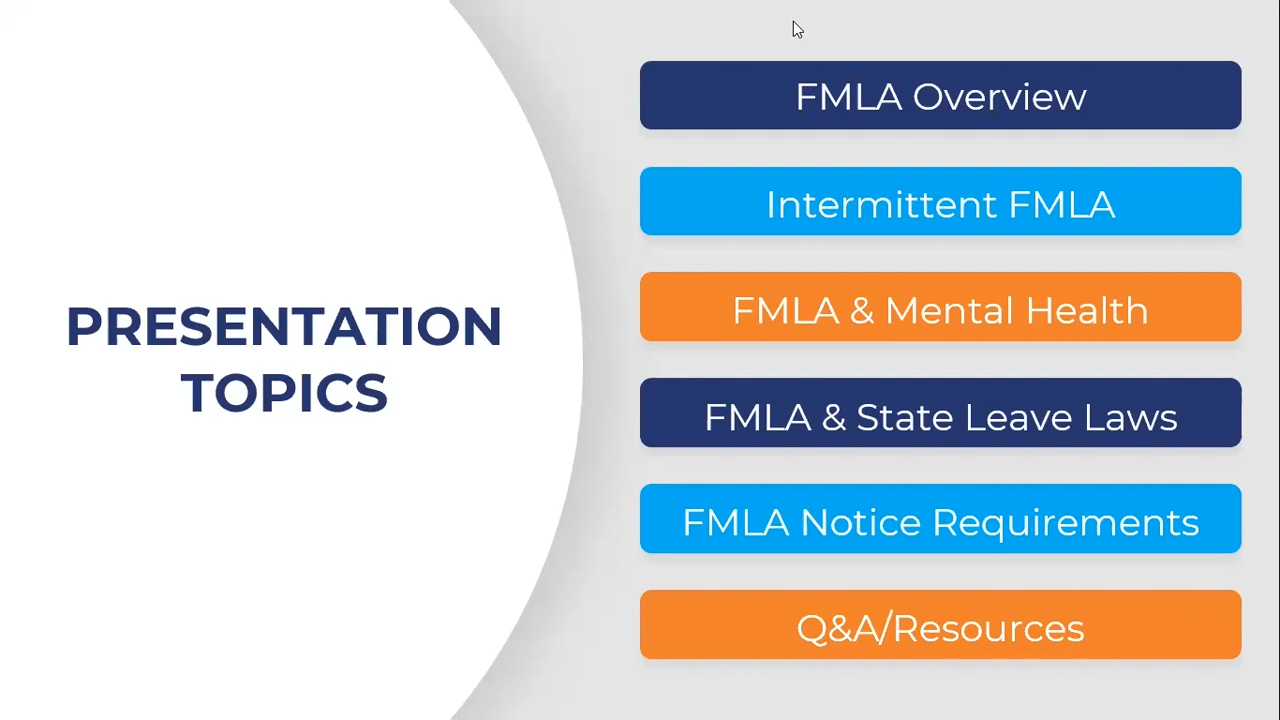 PRESENTATION
TOPICS
FMLA Overview
Intermittent FMLA
FMLA & Mental Health
FMLA & State Leave Laws
FMLA Notice Requirements
Q&A/Resources